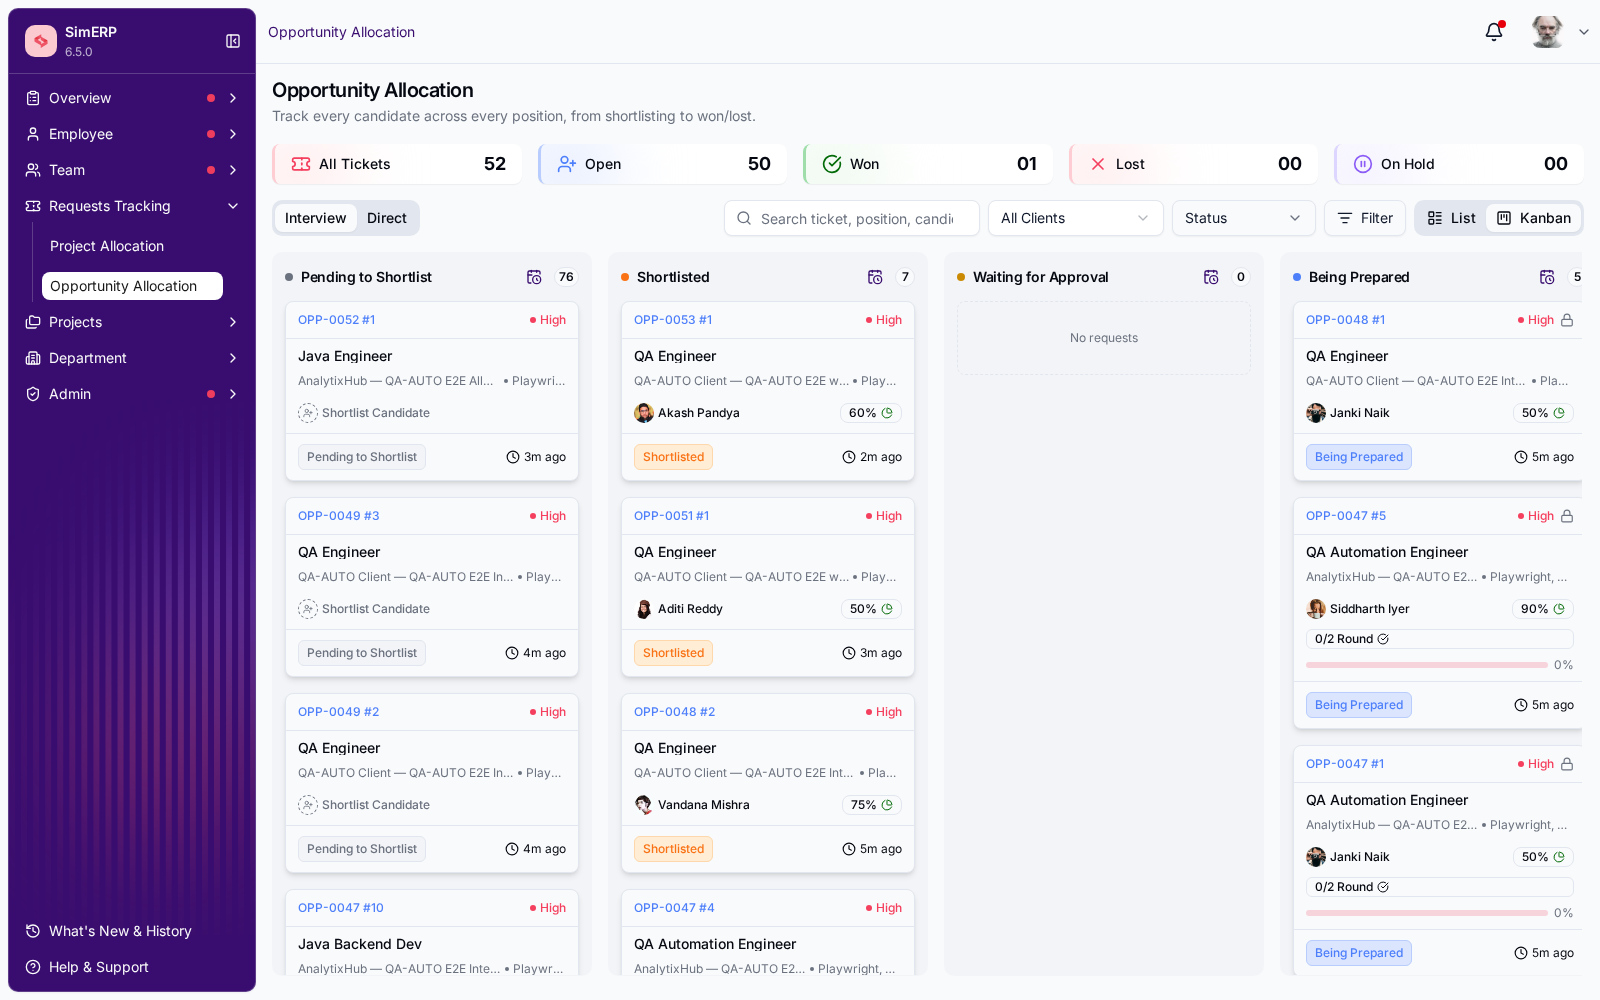 SimERP
6.5.0
Overview
Employee
Team
Requests Tracking
Project Allocation
Opportunity Allocation
Projects
Department
Admin
What's New & History
Help & Support
Opportunity Allocation
Opportunity Allocation
Track every candidate across every position, from shortlisting to won/lost.
All Tickets 52
Open 50
Won 01
Lost 00
On Hold 00
Interview Direct
Search ticket, position, candi
All Clients
Status
Filter
List Kanban
Pending to Shortlist 76
OPP-0052 #1 High
Java Engineer
AnalytixHub — QA-AUTO E2E All... • Playwri...
Shortlist Candidate
Pending to Shortlist 3m ago
OPP-0049 #3 High
QA Engineer
QA-AUTO Client — QA-AUTO E2E In... • Play...
Shortlist Candidate
Pending to Shortlist 4m ago
OPP-0049 #2 High
QA Engineer
QA-AUTO Client — QA-AUTO E2E In... • Play...
Shortlist Candidate
Pending to Shortlist 4m ago
OPP-0047 #10 High
Java Backend Dev
AnalytixHub — QA-AUTO E2E Inte... • Playwr...
Shortlisted 7
OPP-0053 #1 High
QA Engineer
QA-AUTO Client — QA-AUTO E2E w... • Play...
Akash Pandya 60%
Shortlisted 2m ago
OPP-0051 #1 High
QA Engineer
QA-AUTO Client — QA-AUTO E2E w... • Play...
Aditi Reddy 50%
Shortlisted 3m ago
OPP-0048 #2 High
QA Engineer
QA-AUTO Client — QA-AUTO E2E Int... • Pla...
Vandana Mishra 75%
Shortlisted 5m ago
OPP-0047 #4 High
QA Automation Engineer
AnalytixHub — QA-AUTO E2... • Playwright, ...
Waiting for Approval 0
No requests
Being Prepared 5
OPP-0048 #1 High
QA Engineer
QA-AUTO Client — QA-AUTO E2E Int... • Pla...
Janki Naik 50%
Being Prepared 5m ago
OPP-0047 #5 High
QA Automation Engineer
AnalytixHub — QA-AUTO E2... • Playwright, ...
Siddharth Iyer 90%
0/2 Round
0%
Being Prepared 5m ago
OPP-0047 #1 High
QA Automation Engineer
AnalytixHub — QA-AUTO E2... • Playwright, ...
Janki Naik 50%
0/2 Round
0%
Being Prepared 5m ago